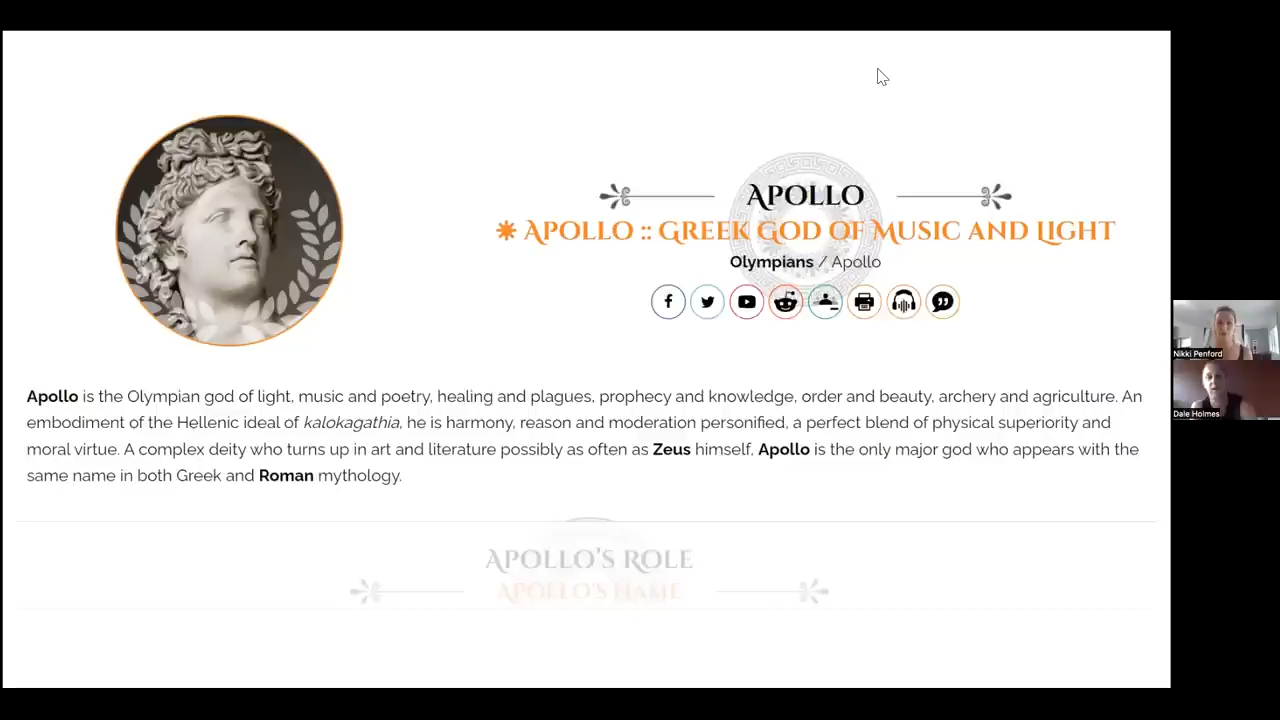 APOLLO
APOLLO :: GREEK GOD OF MUSIC AND LIGHT
Olympians / Apollo
Apollo is the Olympian god of light, music and poetry, healing and plagues, prophecy and knowledge, order and beauty, archery and agriculture. An
embodiment of the Hellenic ideal of kalokagathia, he is harmony, reason and moderation personified, a perfect blend of physical superiority and
moral virtue. A complex deity who turns up in art and literature possibly as often as Zeus himself, Apollo is the only major god who appears with the
same name in both Greek and Roman mythology.
APOLLO'S ROLE
APOLLO'S NAME
Nikki Penford
Dale Holmes